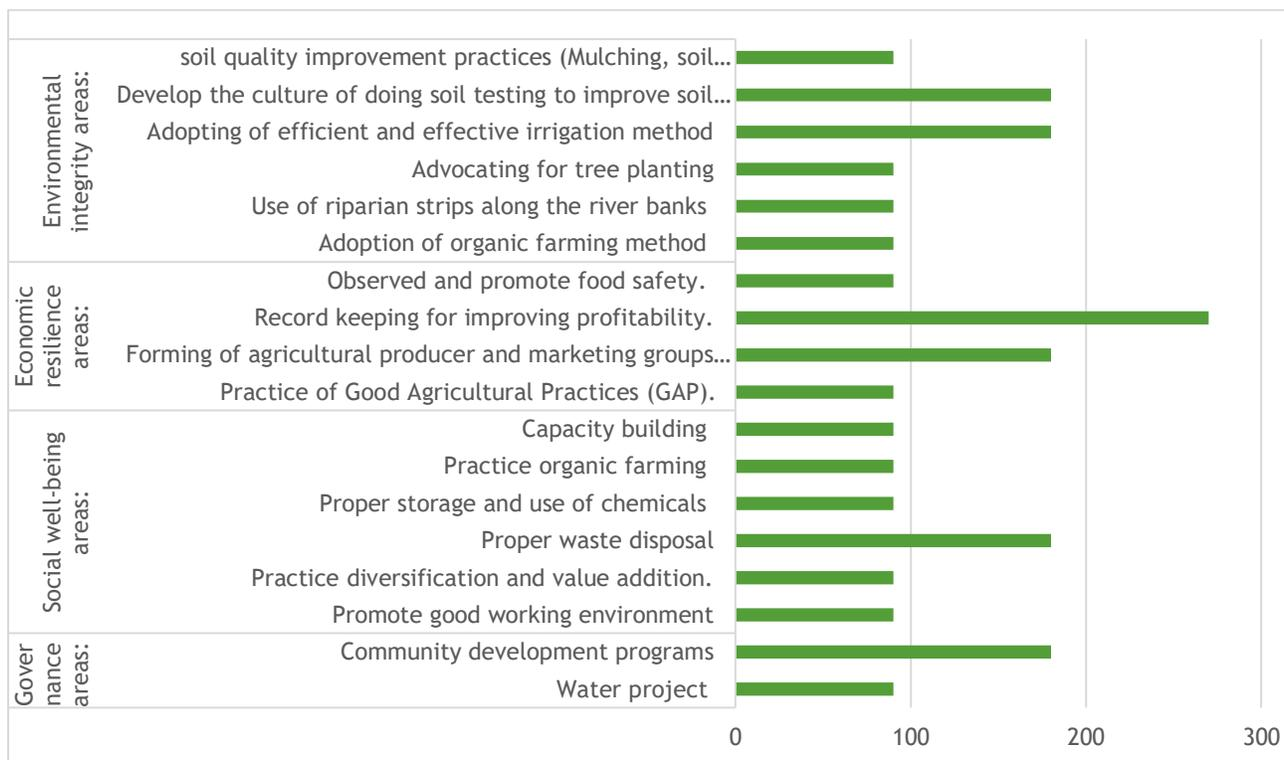 Environmental
integrity areas:
soil quality improvement practices (Mulching, soil...
Develop the culture of doing soil testing to improve soil...
Adopting of efficient and effective irrigation method
Advocating for tree planting
Use of riparian strips along the river banks
Adoption of organic farming method
Economic
resilience
areas:
Observed and promote food safety.
Record keeping for improving profitability.
Forming of agricultural producer and marketing groups...
Practice of Good Agricultural Practices (GAP).
Social well-being
areas:
Capacity building
Practice organic farming
Proper storage and use of chemicals
Proper waste disposal
Practice diversification and value addition.
Promote good working environment
Gover
nance
areas:
Community development programs
Water project
0 100 200 300